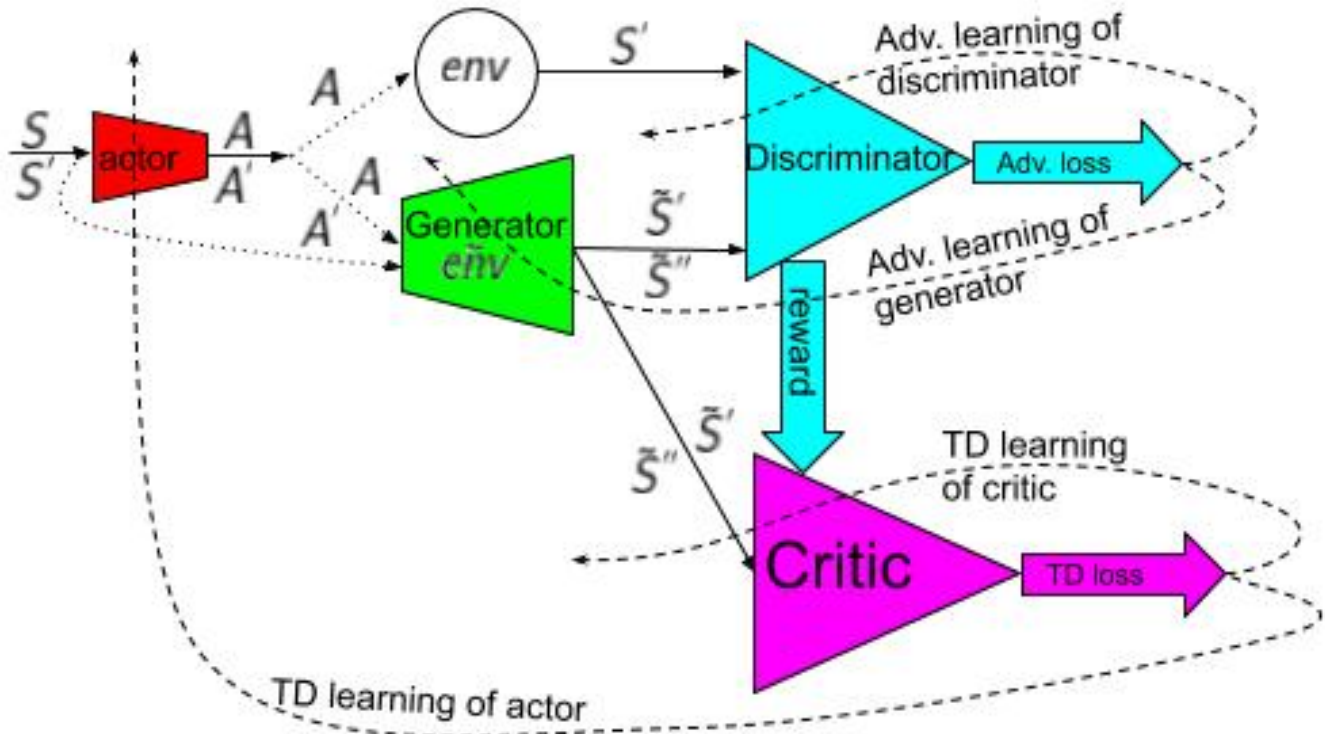 S
S'
actor
A
A'
A
env
S'
A
A'
Generator
ẽnv
S̃'
S̃''
Discriminator
Adv. learning of
discriminator
Adv. loss
Adv. learning of
generator
reward
S̃'
S̃''
TD learning
of critic
Critic
TD loss
TD learning of actor